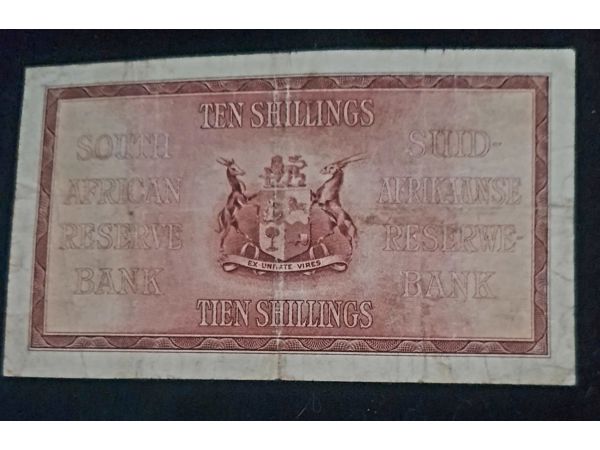 TEN SHILLINGS
SOUTH
AFRICAN
RESERVE
BANK
SUID-
AFRIKAANSE
RESERWE-
BANK
EX UNITATE VIRES
TIEN SHILLINGS